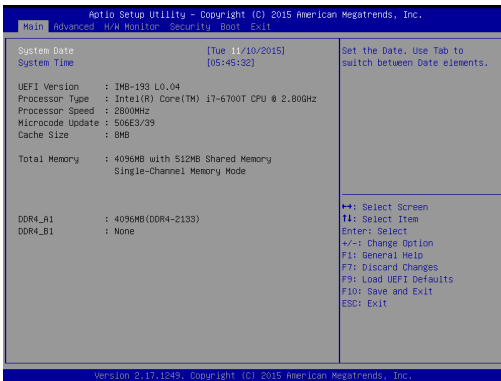 Aptio Setup Utility – Copyright (C) 2015 American Megatrends, Inc.
Main Advanced H/W Monitor Security Boot Exit
System Date [Tue 11/10/2015]
System Time [05:45:32]
UEFI Version : IMB-193 L0.04
Processor Type : Intel(R) Core(TM) i7-6700T CPU @ 2.80GHz
Processor Speed : 2800MHz
Microcode Update : 506E3/39
Cache Size : 8MB
Total Memory : 4096MB with 512MB Shared Memory
Single-Channel Memory Mode
DDR4_A1 : 4096MB(DDR4-2133)
DDR4_B1 : None
Set the Date. Use Tab to
switch between Date elements.
↔: Select Screen
↑↓: Select Item
Enter: Select
+/-: Change Option
F1: General Help
F7: Discard Changes
F9: Load UEFI Defaults
F10: Save and Exit
ESC: Exit
Version 2.17.1249. Copyright (C) 2015 American Megatrends, Inc.